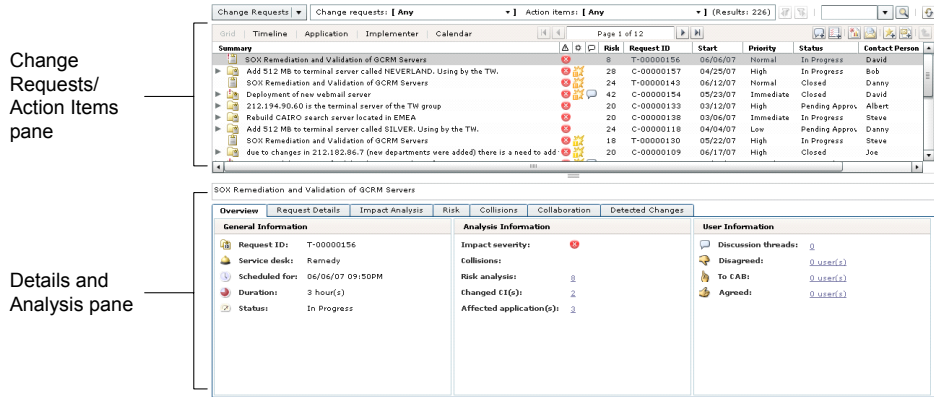 Change Requests/ Action Items pane
Change Requests
Change requests: [ Any ▾ ] Action items: [ Any ▾ ] (Results: 226)
Grid Timeline Application Implementer Calendar Page 1 of 12
Summary Risk Request ID Start Priority Status Contact Person
SOX Remediation and Validation of GCRM Servers 8 T-00000156 06/06/07 Normal In Progress David
Add 512 MB to terminal server called NEVERLAND. Using by the TW. 28 C-00000157 04/25/07 High In Progress Bob
SOX Remediation and Validation of GCRM Servers 24 T-00000143 06/12/07 Normal Closed Danny
Deployment of new webmail server 42 C-00000154 05/23/07 Immediate Closed David
212.194.90.60 is the terminal server of the TW group 20 C-00000133 03/12/07 High Pending Approv Albert
Rebuild CAIRO search server located in EMEA 20 C-00000138 03/06/07 Immediate In Progress Steve
Add 512 MB to terminal server called SILVER. Using by the TW. 24 C-00000118 04/04/07 Low Pending Approv Danny
SOX Remediation and Validation of GCRM Servers 18 T-00000130 05/22/07 High In Progress Steve
due to changes in 212.182.86.7 (new departments were added) there is a need to add 20 C-00000109 06/17/07 High Closed Joe
Details and Analysis pane
SOX Remediation and Validation of GCRM Servers
Overview Request Details Impact Analysis Risk Collisions Collaboration Detected Changes
General Information
Request ID: T-00000156
Service desk: Remedy
Scheduled for: 06/06/07 09:50PM
Duration: 3 hour(s)
Status: In Progress
Analysis Information
Impact severity:
Collisions:
Risk analysis: 8
Changed CI(s): 2
Affected application(s): 3
User Information
Discussion threads: 0
Disagreed: 0 user(s)
To CAB: 0 user(s)
Agreed: 0 user(s)